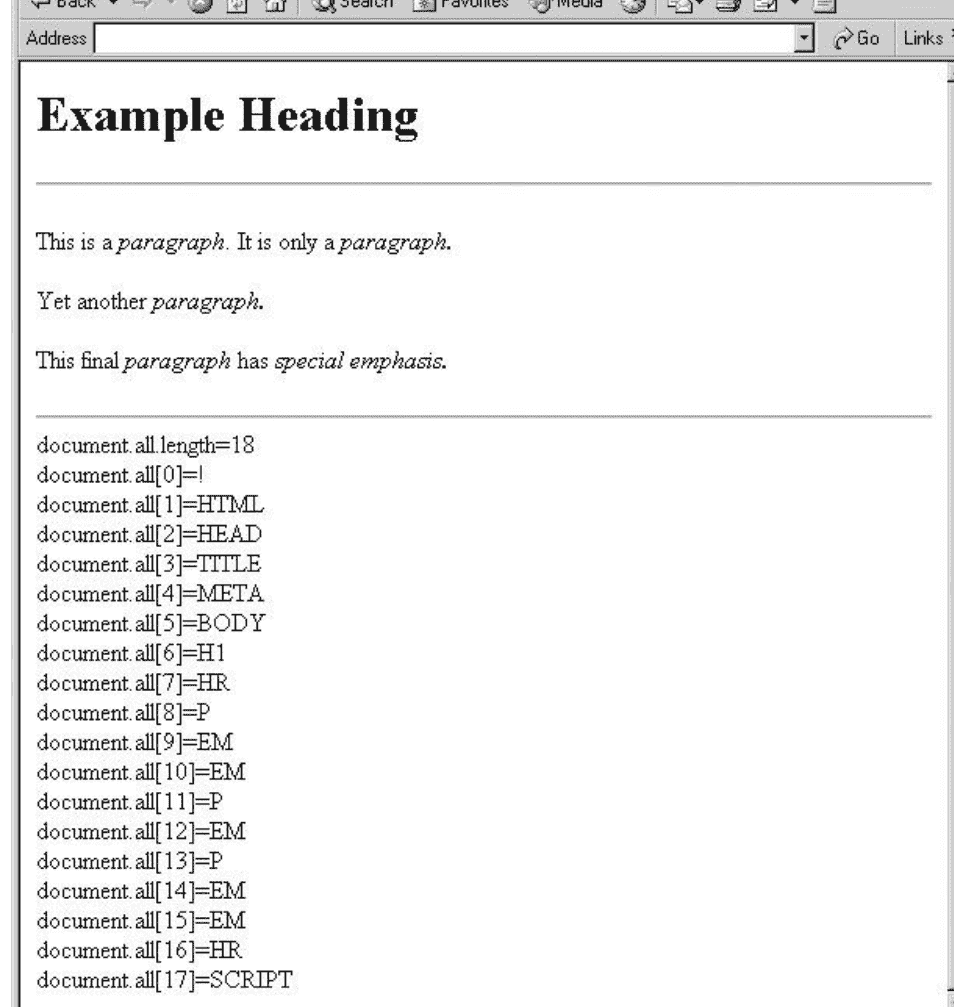 Back Search Favorites Media
Address Go Links
Example Heading
This is a paragraph. It is only a paragraph.
Yet another paragraph.
This final paragraph has special emphasis.
document.all.length=18
document.all[0]=!
document.all[1]=HTML
document.all[2]=HEAD
document.all[3]=TITLE
document.all[4]=META
document.all[5]=BODY
document.all[6]=H1
document.all[7]=HR
document.all[8]=P
document.all[9]=EM
document.all[10]=EM
document.all[11]=P
document.all[12]=EM
document.all[13]=P
document.all[14]=EM
document.all[15]=EM
document.all[16]=HR
document.all[17]=SCRIPT